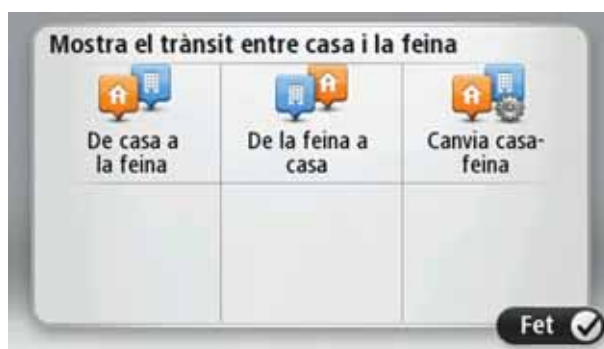 Mostra el trànsit entre casa i la feina
De casa a
la feina
De la feina a
casa
Canvia casa-
feina
Fet